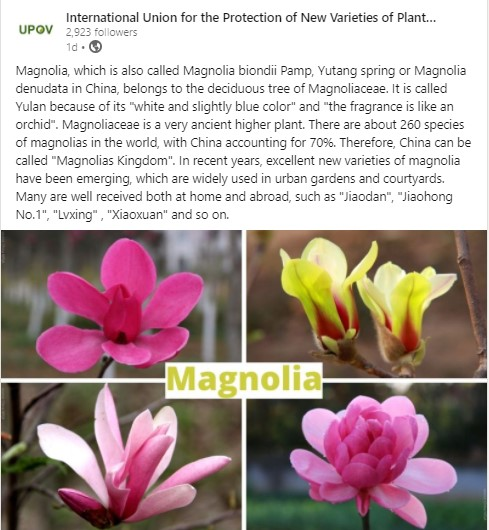 UPOV
International Union for the Protection of New Varieties of Plant...
2,923 followers
1d •
Magnolia, which is also called Magnolia biondii Pamp, Yutang spring or Magnolia
denudata in China, belongs to the deciduous tree of Magnoliaceae. It is called
Yulan because of its "white and slightly blue color" and "the fragrance is like an
orchid". Magnoliaceae is a very ancient higher plant. There are about 260 species
of magnolias in the world, with China accounting for 70%. Therefore, China can be
called "Magnolias Kingdom". In recent years, excellent new varieties of magnolia
have been emerging, which are widely used in urban gardens and courtyards.
Many are well received both at home and abroad, such as "Jiaodan", "Jiaohong
No.1", "Lvxing" , "Xiaoxuan" and so on.
Magnolia